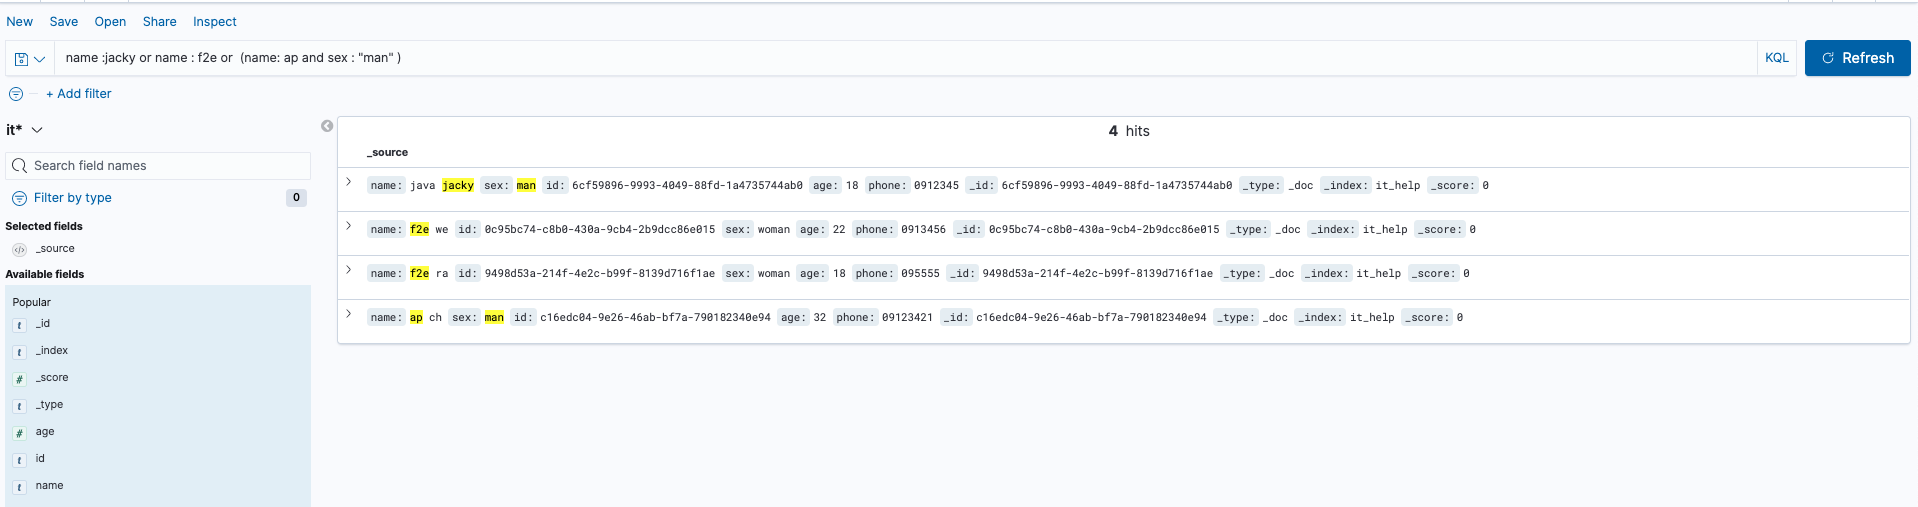 New Save Open Share Inspect
name :jacky or name : f2e or  (name: ap and sex : "man" ) KQL Refresh
+ Add filter
it*
Search field names
Filter by type 0
Selected fields
_source
Available fields
Popular
t _id
t _index
# _score
t _type
# age
t id
t name
4 hits
_source
name: java jacky sex: man id: 6cf59896-9993-4049-88fd-1a4735744ab0 age: 18 phone: 0912345 _id: 6cf59896-9993-4049-88fd-1a4735744ab0 _type: _doc _index: it_help _score: 0
name: f2e we id: 0c95bc74-c8b0-430a-9cb4-2b9dcc86e015 sex: woman age: 22 phone: 0913456 _id: 0c95bc74-c8b0-430a-9cb4-2b9dcc86e015 _type: _doc _index: it_help _score: 0
name: f2e ra id: 9498d53a-214f-4e2c-b99f-8139d716f1ae sex: woman age: 18 phone: 095555 _id: 9498d53a-214f-4e2c-b99f-8139d716f1ae _type: _doc _index: it_help _score: 0
name: ap ch sex: man id: c16edc04-9e26-46ab-bf7a-790182340e94 age: 32 phone: 09123421 _id: c16edc04-9e26-46ab-bf7a-790182340e94 _type: _doc _index: it_help _score: 0